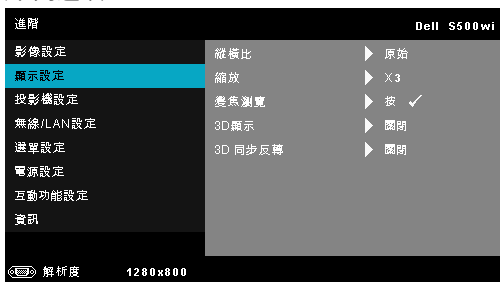 進階 Dell S500wi
影像設定
顯示設定
投影機設定
無線/LAN設定
選單設定
電源設定
互動功能設定
資訊
縱橫比 原始
縮放 X3
變焦瀏覽 按
3D顯示 關閉
3D 同步反轉 關閉
解析度 1280x800